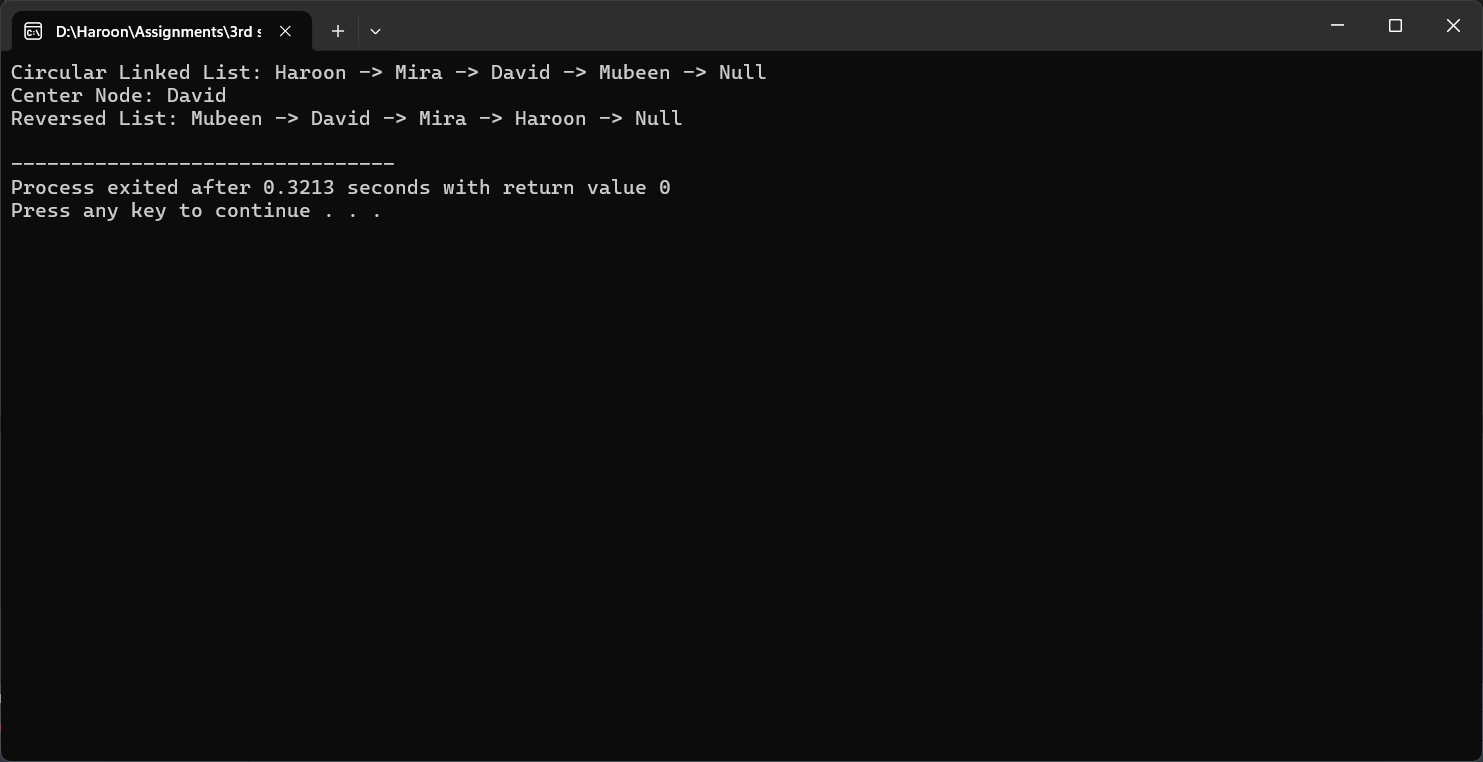 D:\Haroon\Assignments\3rd s
Circular Linked List: Haroon -> Mira -> David -> Mubeen -> Null
Center Node: David
Reversed List: Mubeen -> David -> Mira -> Haroon -> Null
--------------------------------
Process exited after 0.3213 seconds with return value 0
Press any key to continue . . .